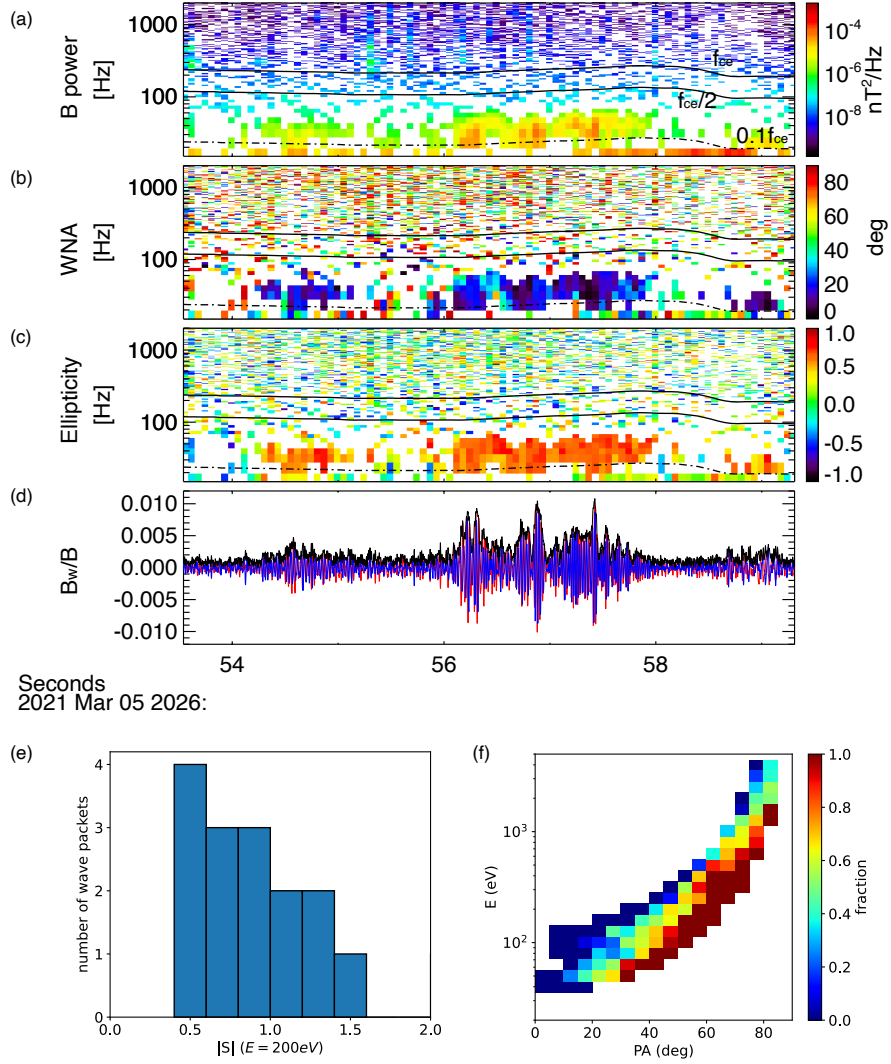 (a)
B power
[Hz]
1000
100
f_ce
f_ce/2
0.1f_ce
10^-4
10^-6
10^-8
nT²/Hz
(b)
WNA
[Hz]
1000
100
80
60
40
20
0
deg
(c)
Ellipticity
[Hz]
1000
100
1.0
0.5
0.0
-0.5
-1.0
(d)
B_w/B
0.010
0.005
0.000
-0.005
-0.010
54 56 58
Seconds
2021 Mar 05 2026:
(e)
number of wave packets
4
3
2
1
0
0.0 0.5 1.0 1.5 2.0
|S| (E = 200eV)
(f)
E (eV)
10^3
10^2
0 20 40 60 80
PA (deg)
1.0
0.8
0.6
0.4
0.2
0.0
fraction